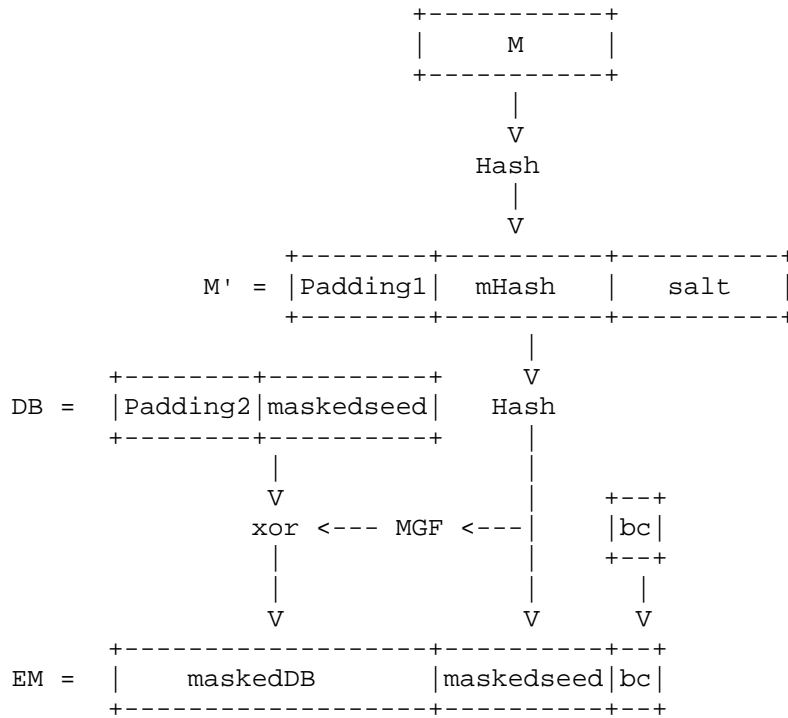 +-----------+
|     M     |
+-----------+
|
V
Hash
|
V
+--------+----------+----------+
M' = |Padding1|  mHash   |   salt   |
+--------+----------+----------+
|
+--------+----------+     V
DB =  |Padding2|maskedseed|   Hash
+--------+----------+     |
|               |
V               |    +--+
xor <--- MGF <---|    |bc|
|               |    +--+
|               |      |
V               V      V
+-------------------+----------+--+
EM =  |    maskedDB       |maskedseed|bc|
+-------------------+----------+--+